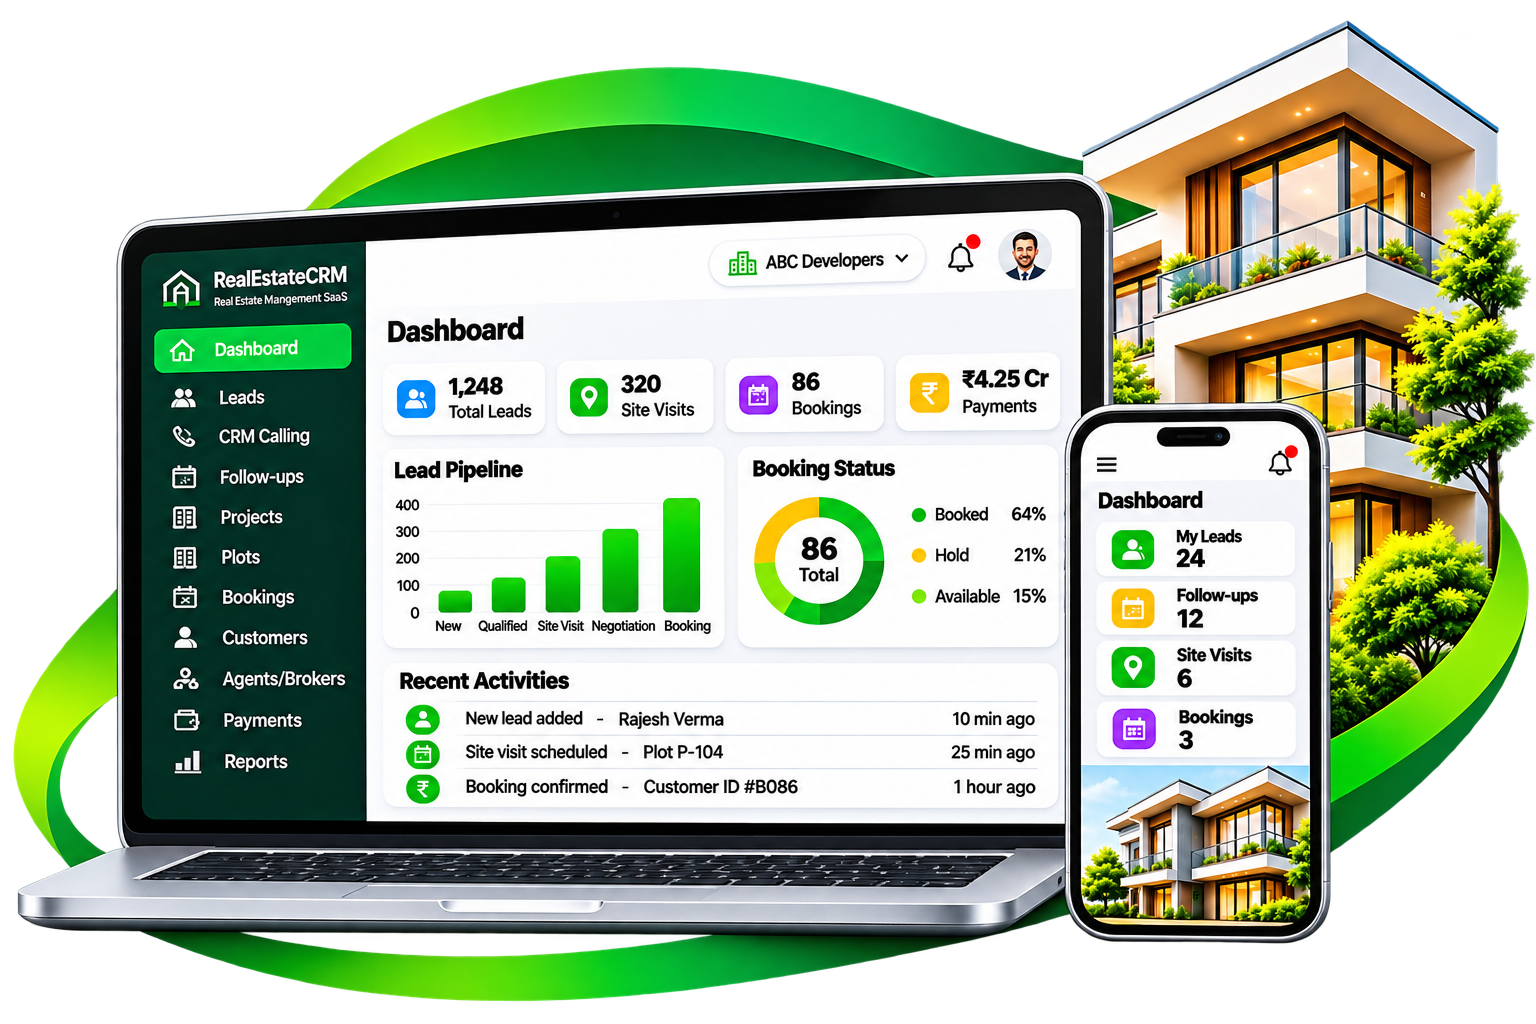 RealEstateCRM
Real Estate Mangement SaaS
Dashboard
Leads
CRM Calling
Follow-ups
Projects
Plots
Bookings
Customers
Agents/Brokers
Payments
Reports
ABC Developers
Dashboard
1,248
Total Leads
320
Site Visits
86
Bookings
₹4.25 Cr
Payments
Lead Pipeline
400
300
200
100
0
New Qualified Site Visit Negotiation Booking
Booking Status
86
Total
Booked 64%
Hold 21%
Available 15%
Recent Activities
New lead added - Rajesh Verma 10 min ago
Site visit scheduled - Plot P-104 25 min ago
Booking confirmed - Customer ID #B086 1 hour ago
Dashboard
My Leads
24
Follow-ups
12
Site Visits
6
Bookings
3